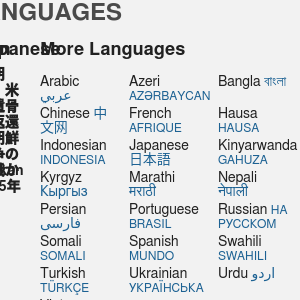 NGUAGES
panese
More Languages
Arabic
عربي
Azeri
AZƏRBAYCAN
Bangla বাংলা
Chinese 中文网
French
AFRIQUE
Hausa
HAUSA
Indonesian
INDONESIA
Japanese
日本語
Kinyarwanda
GAHUZA
Kyrgyz
Кыргыз
Marathi
मराठी
Nepali
नेपाली
Persian
فارسی
Portuguese
BRASIL
Russian НА
РУССКОМ
Somali
SOMALI
Spanish
MUNDO
Swahili
SWAHILI
Turkish
TÜRKÇE
Ukrainian
УКРАЇНСЬКA
Urdu اردو